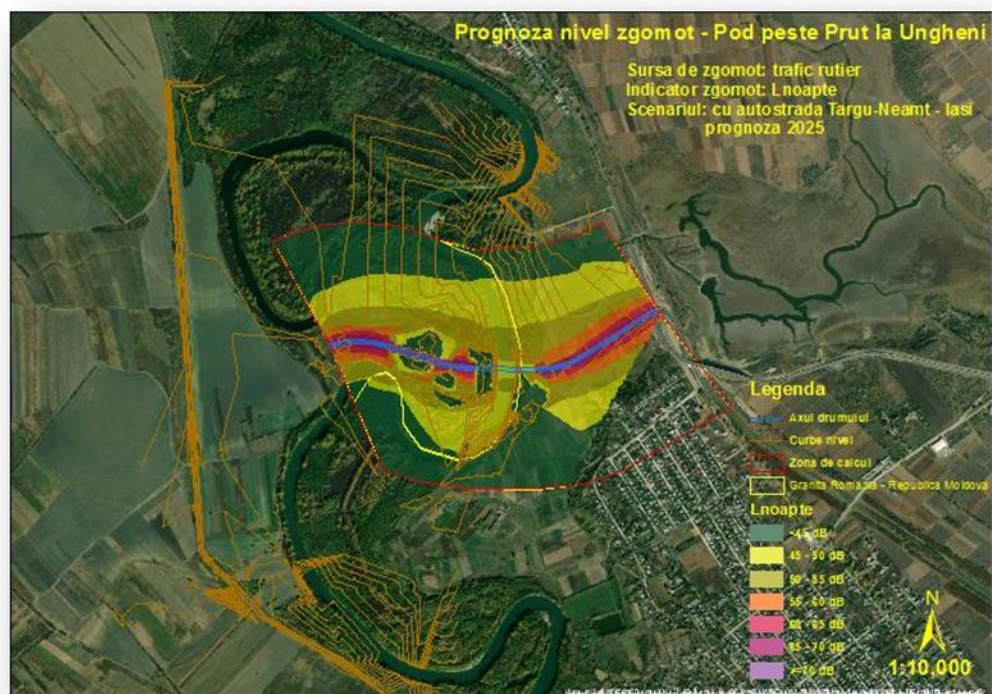 Prognoza nivel zgomot - Pod peste Prut la Ungheni
Sursa de zgomot: trafic rutier
Indicator zgomot: Lnoapte
Scenariul: cu autostrada Targu-Neamt - Iasi
prognoza 2025
Legenda
Axul drumului
Curbe nivel
Zona de calcul
Granita Romania - Republica Moldova
Lnoapte
<45 dB
45 - 50 dB
50 - 55 dB
55 - 60 dB
60 - 65 dB
65 - 70 dB
>=70 dB
N
1:10,000